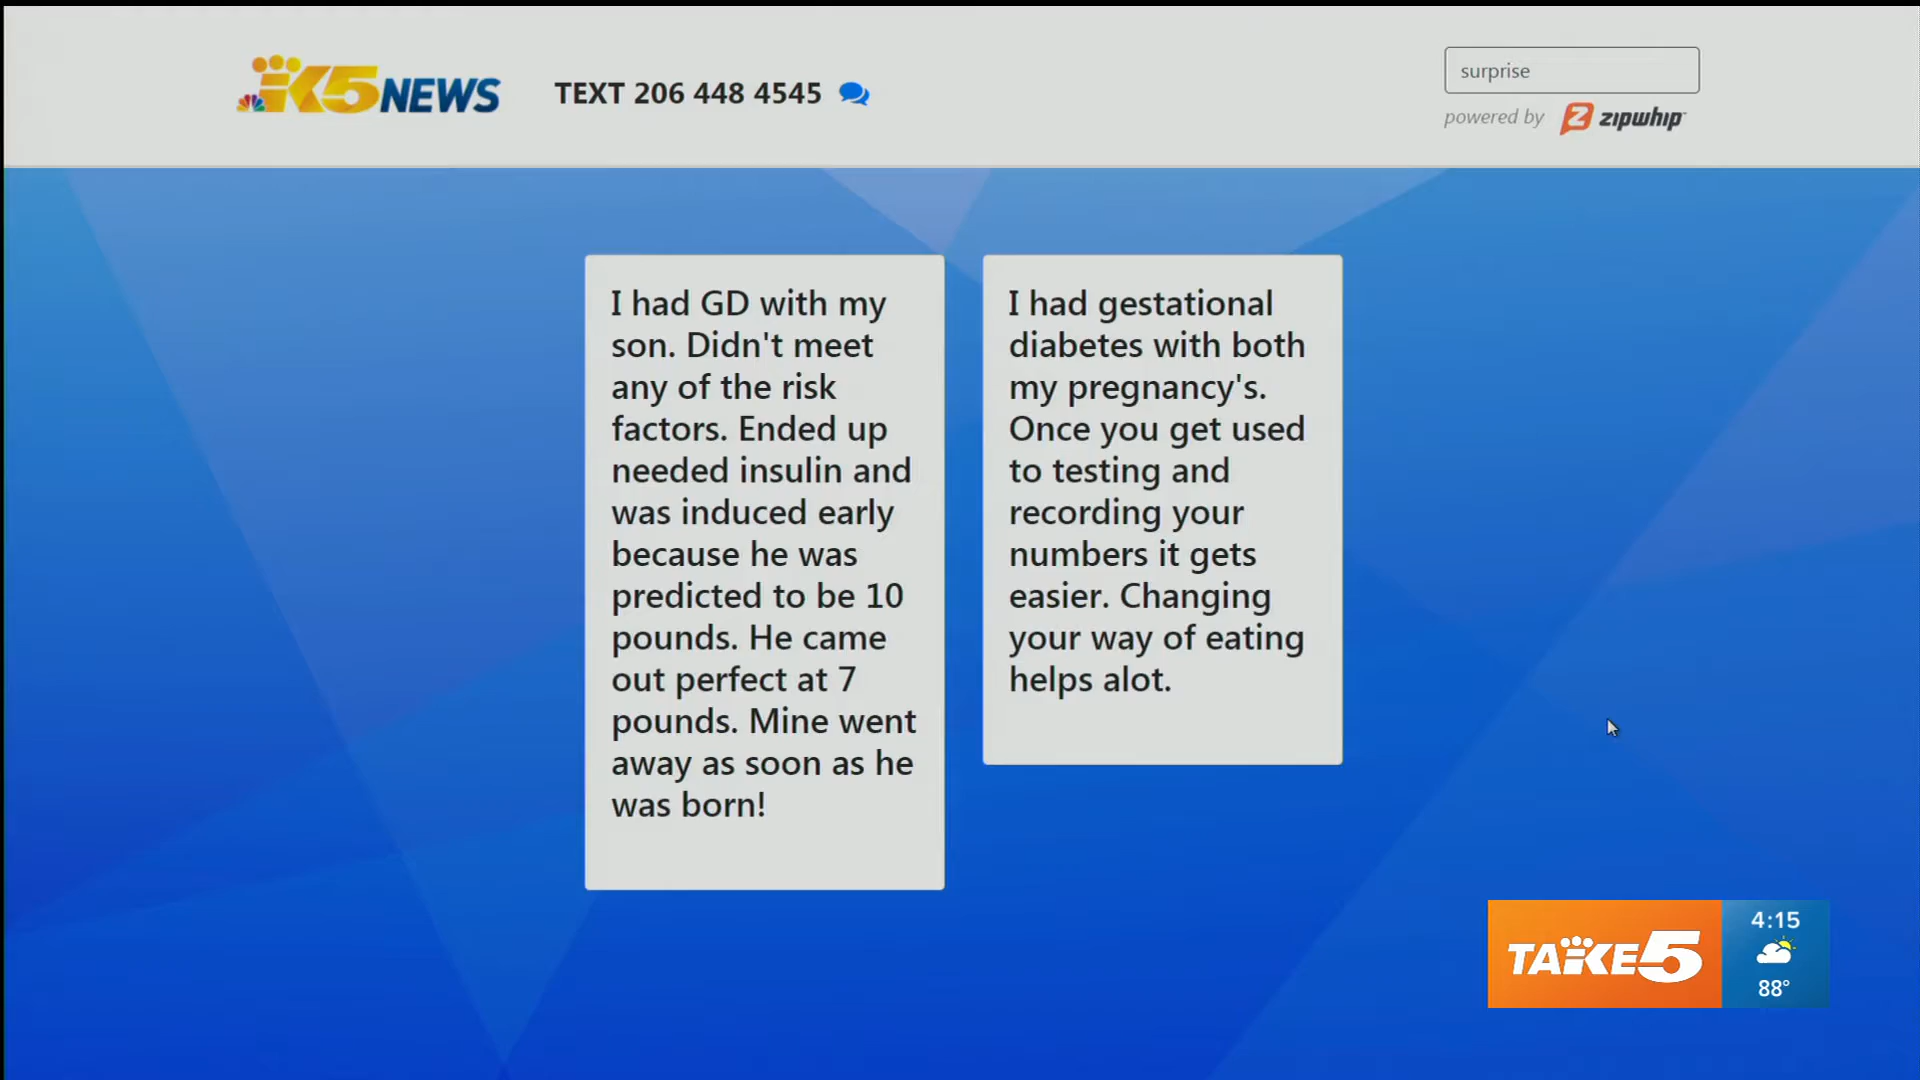 K5 NEWS
TEXT 206 448 4545
surprise
powered by zipwhip
I had GD with my
son. Didn't meet
any of the risk
factors. Ended up
needed insulin and
was induced early
because he was
predicted to be 10
pounds. He came
out perfect at 7
pounds. Mine went
away as soon as he
was born!
I had gestational
diabetes with both
my pregnancy's.
Once you get used
to testing and
recording your
numbers it gets
easier. Changing
your way of eating
helps alot.
TAKE 5
4:15
88°